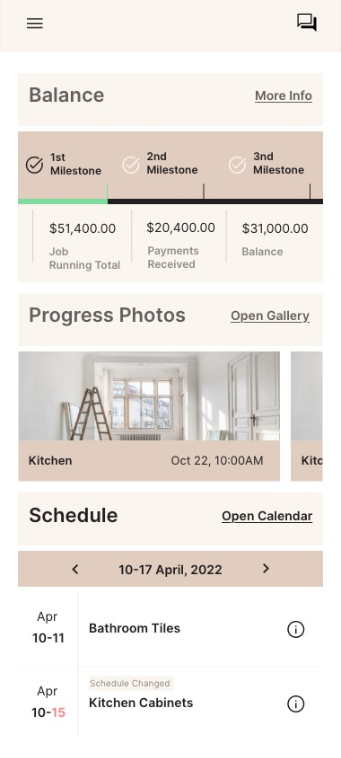 Balance
More Info
1st
Milestone
2nd
Milestone
3nd
Milestone
$51,400.00
$20,400.00
$31,000.00
Job
Running Total
Payments
Received
Balance
Progress Photos
Open Gallery
Kitchen
Oct 22, 10:00AM
Kitc
Schedule
Open Calendar
10-17 April, 2022
Apr
10-11
Bathroom Tiles
Schedule Changed
Apr
10-15
Kitchen Cabinets